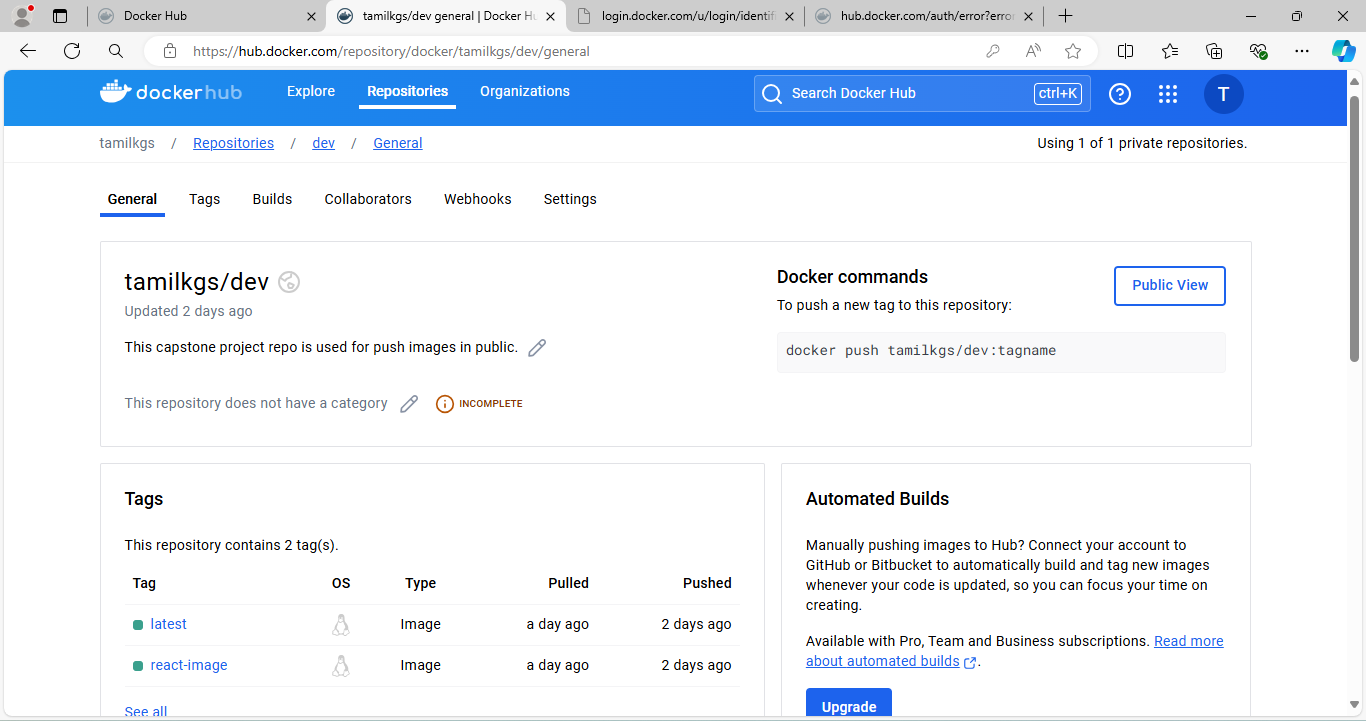 Docker Hub
tamilkgs/dev general | Docker Hu
login.docker.com/u/login/identifi
hub.docker.com/auth/error?erro
https://hub.docker.com/repository/docker/tamilkgs/dev/general
dockerhub
Explore
Repositories
Organizations
Search Docker Hub
ctrl+K
?
T
tamilkgs / Repositories / dev / General
Using 1 of 1 private repositories.
General
Tags
Builds
Collaborators
Webhooks
Settings
tamilkgs/dev
Updated 2 days ago
This capstone project repo is used for push images in public.
This repository does not have a category
INCOMPLETE
Docker commands
Public View
To push a new tag to this repository:
docker push tamilkgs/dev:tagname
Tags
This repository contains 2 tag(s).
Tag OS Type Pulled Pushed
latest Image a day ago 2 days ago
react-image Image a day ago 2 days ago
See all
Automated Builds
Manually pushing images to Hub? Connect your account to
GitHub or Bitbucket to automatically build and tag new images
whenever your code is updated, so you can focus your time on
creating.
Available with Pro, Team and Business subscriptions. Read more
about automated builds .
Upgrade